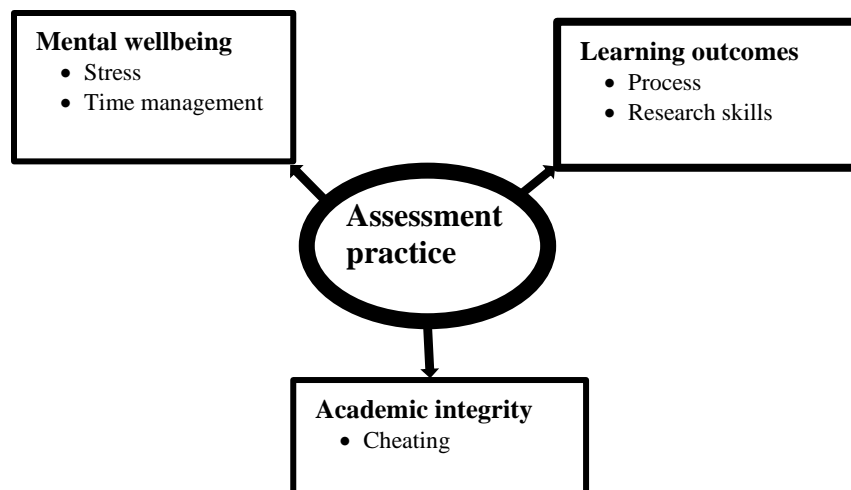 Mental wellbeing
• Stress
• Time management
Learning outcomes
• Process
• Research skills
Assessment
practice
Academic integrity
• Cheating